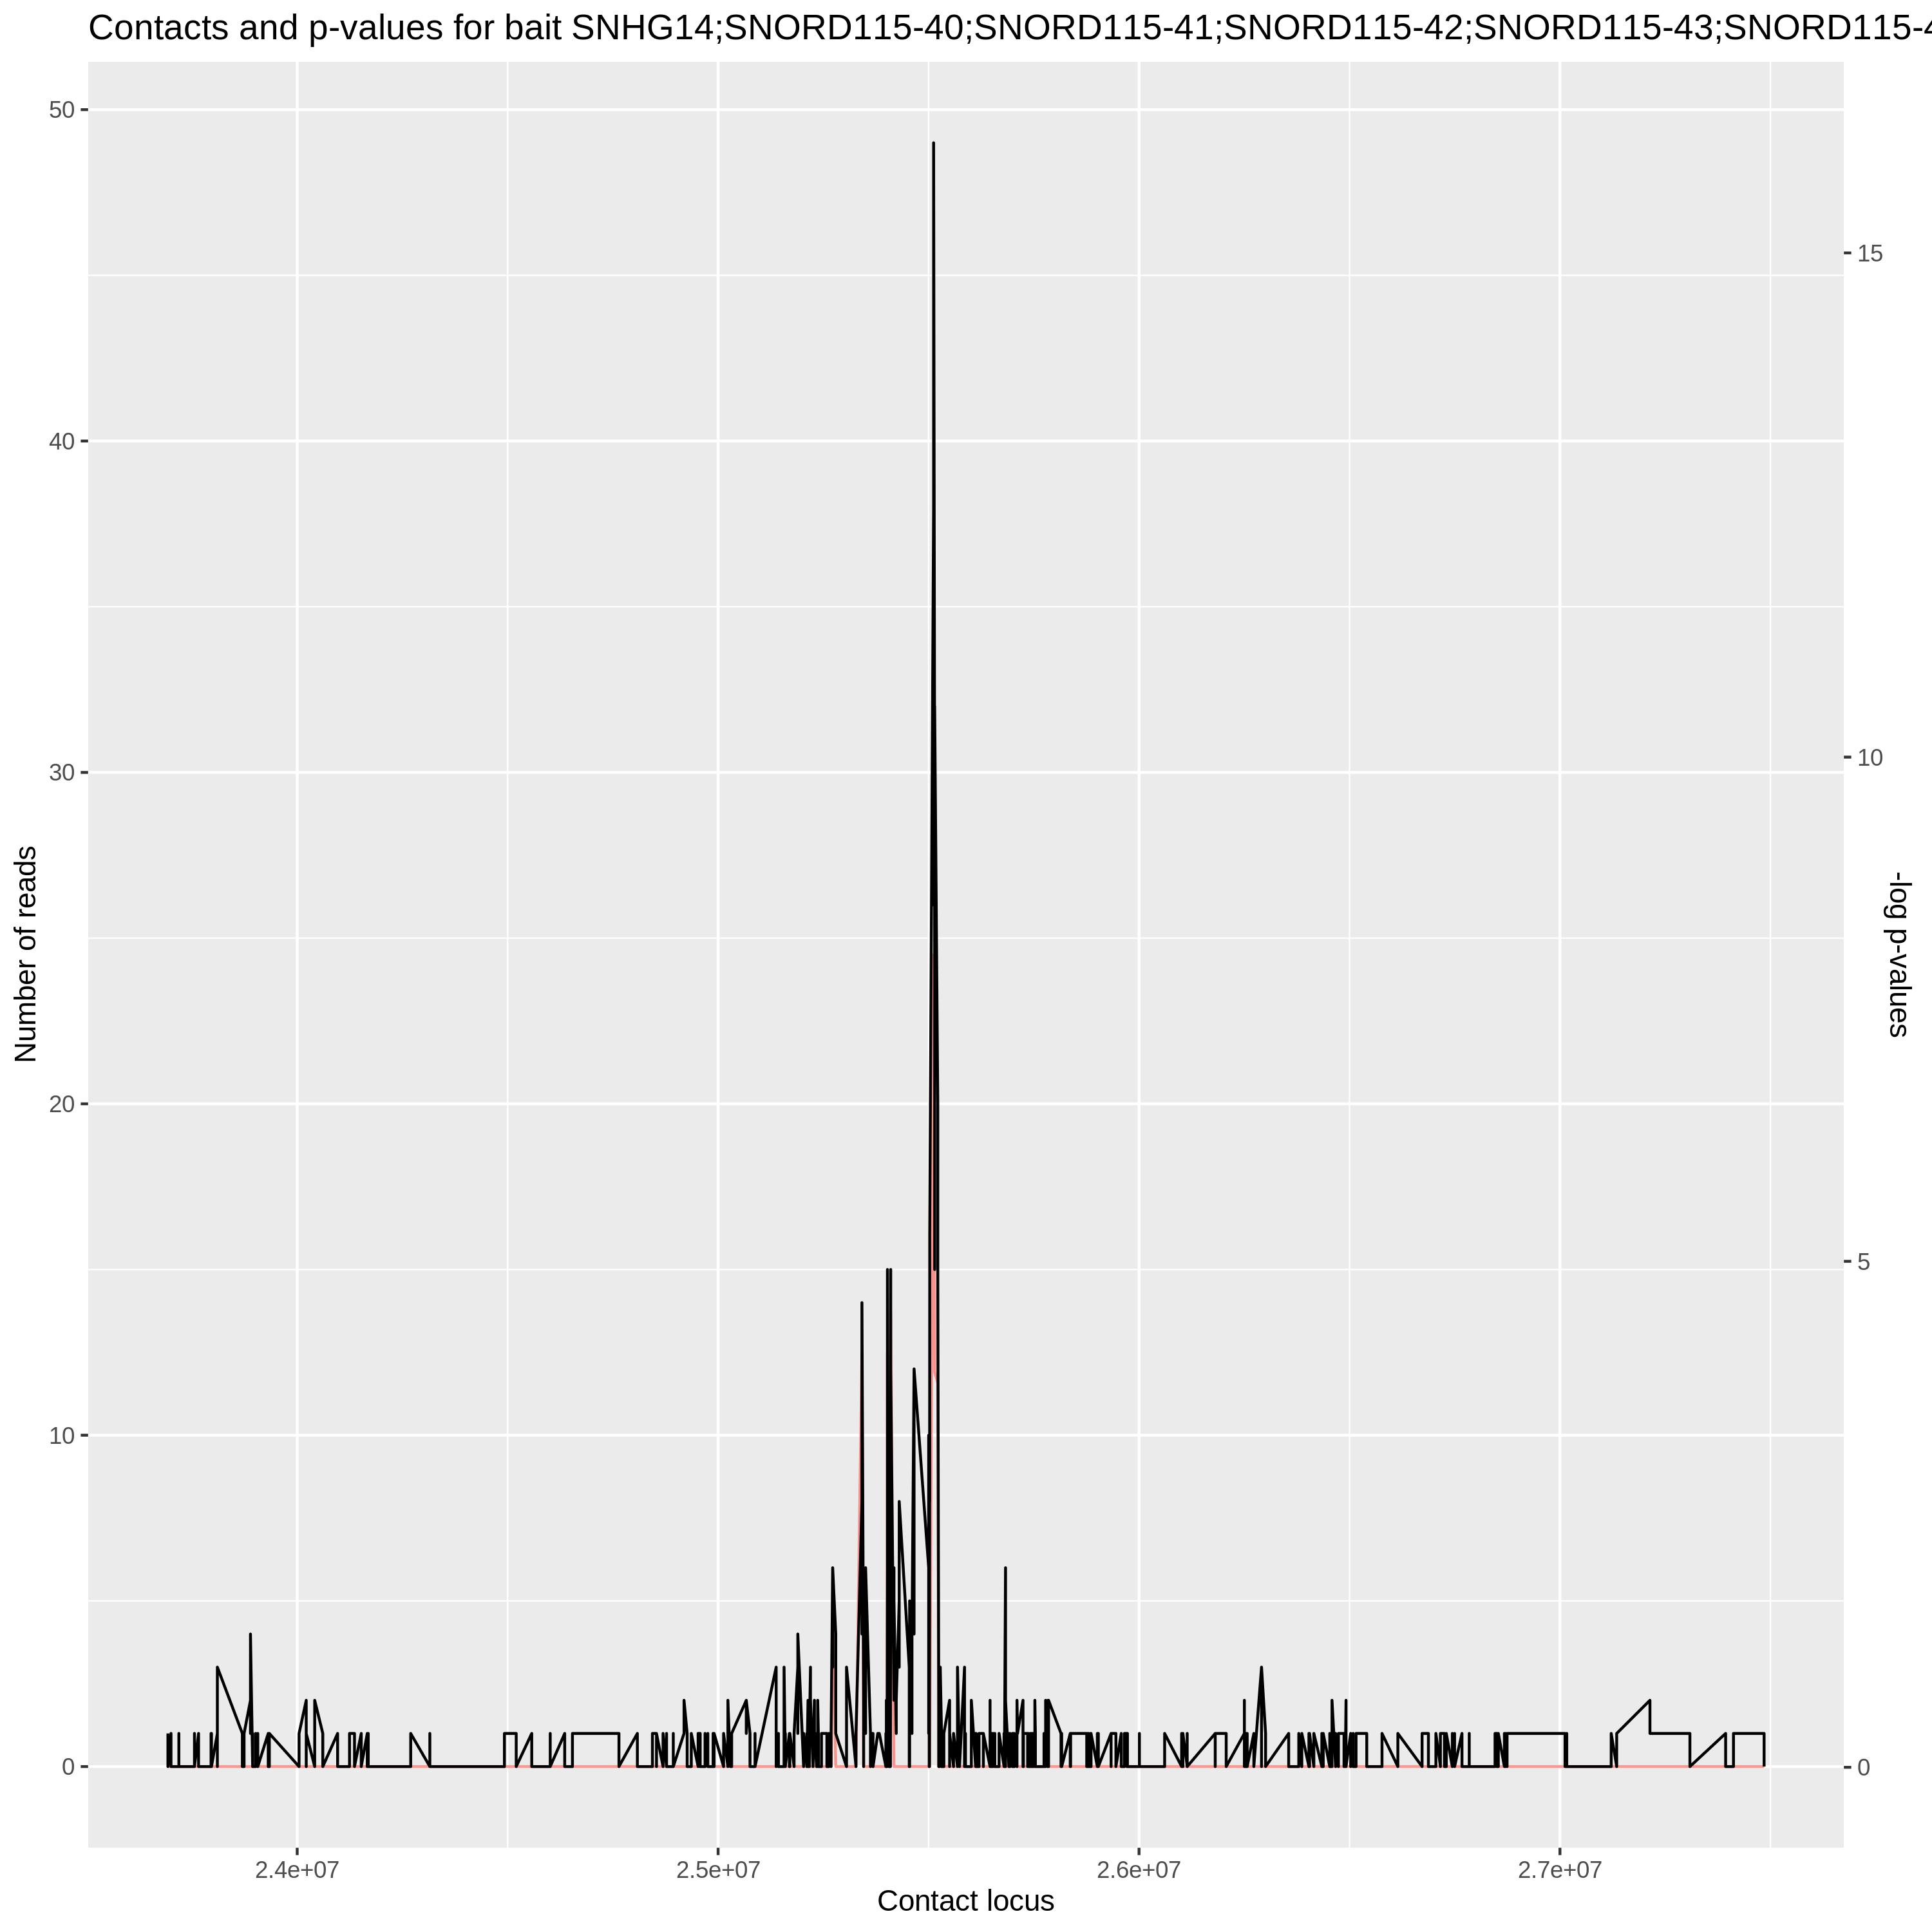 Contacts and p-values for bait SNHG14;SNORD115-40;SNORD115-41;SNORD115-42;SNORD115-43;SNORD115-4
50
40
30
20
10
0
Number of reads
15
10
5
0
-log p-values
2.4e+07
2.5e+07
2.6e+07
2.7e+07
Contact locus